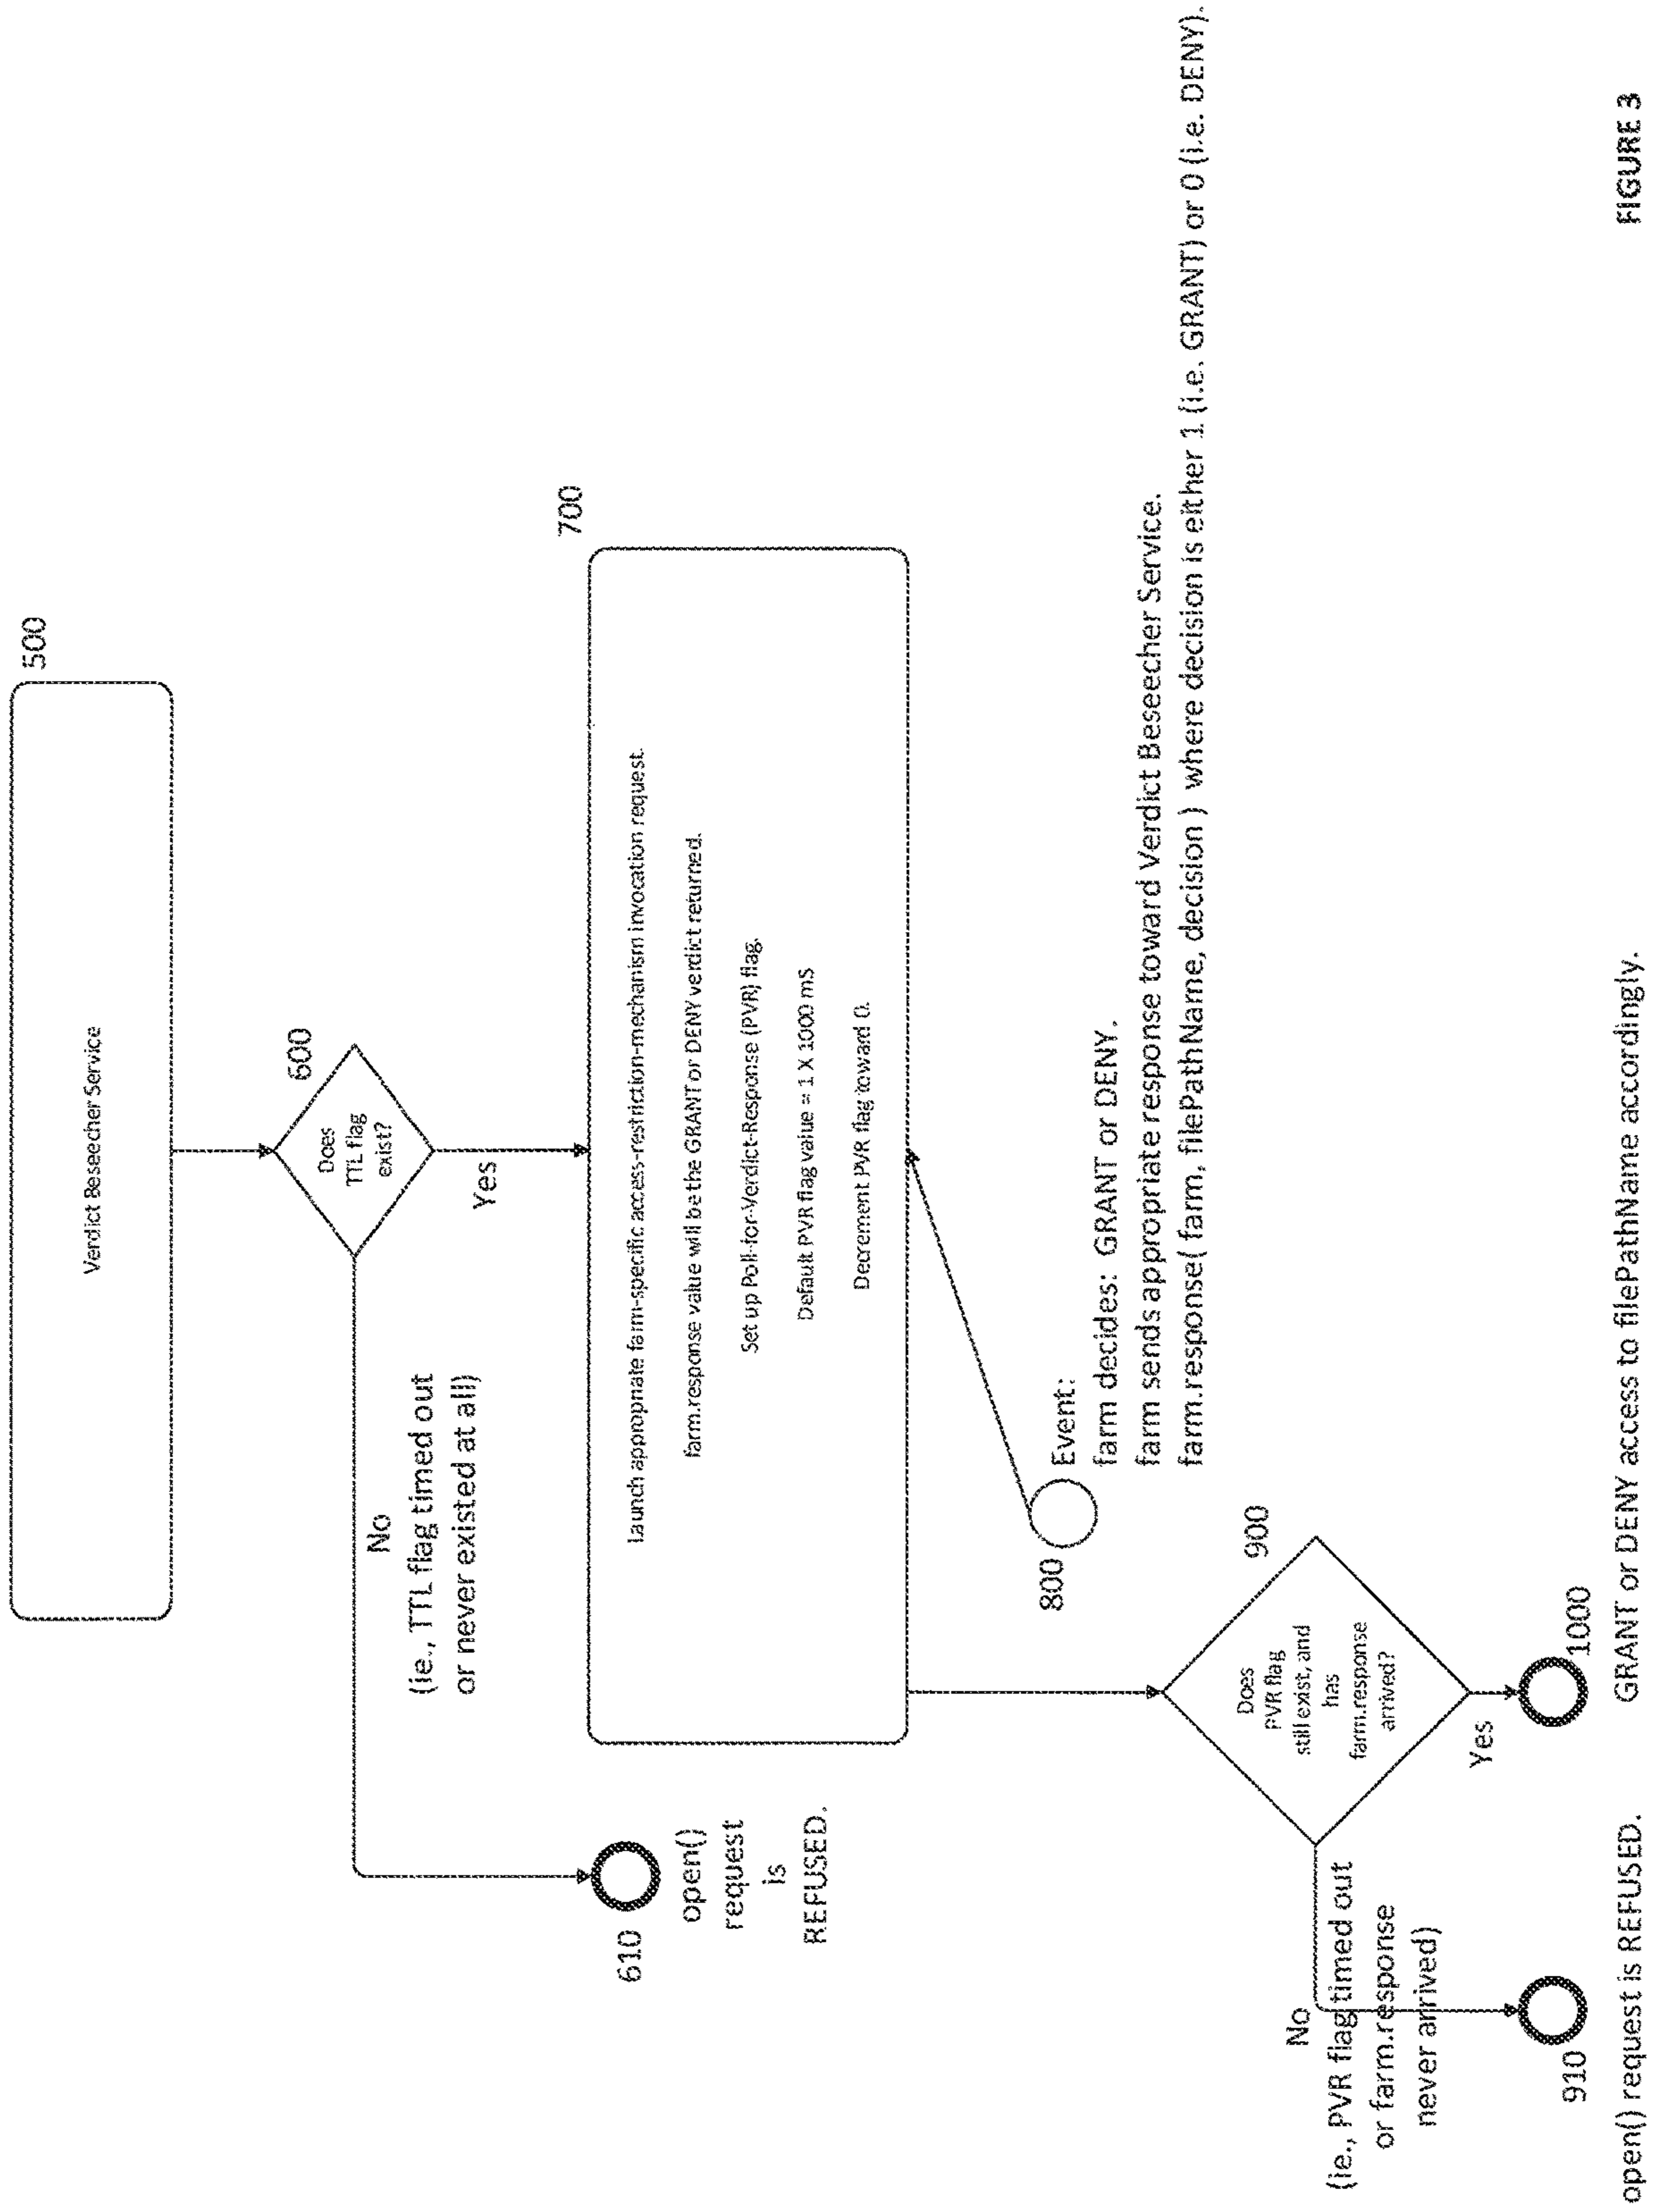 500
Verdict Beseecher Service
600
Does
TTL flag
exist?
No
(ie., TTL flag timed out
or never existed at all)
Yes
610
open()
request
is
REFUSED.
700
Launch appropriate farm-specific access-restriction-mechanism invocation request.
farm.response value will be the GRANT or DENY verdict returned.
Set up Poll-for-Verdict-Response (PVR) flag.
Default PVR flag value = 1 X 1000 mS
Decrement PVR flag toward 0.
800
Event:
farm decides: GRANT or DENY.
farm sends appropriate response toward Verdict Beseecher Service.
farm.response( farm, filePathName, decision ) where decision is either 1 (i.e. GRANT) or 0 (i.e. DENY).
900
Does
PVR flag
still exist, and
has
farm.response
arrived?
No
(ie., PVR flag timed out
or farm.response
never arrived)
Yes
910
open() request is REFUSED.
1000
GRANT or DENY access to filePathName accordingly.
FIGURE 3